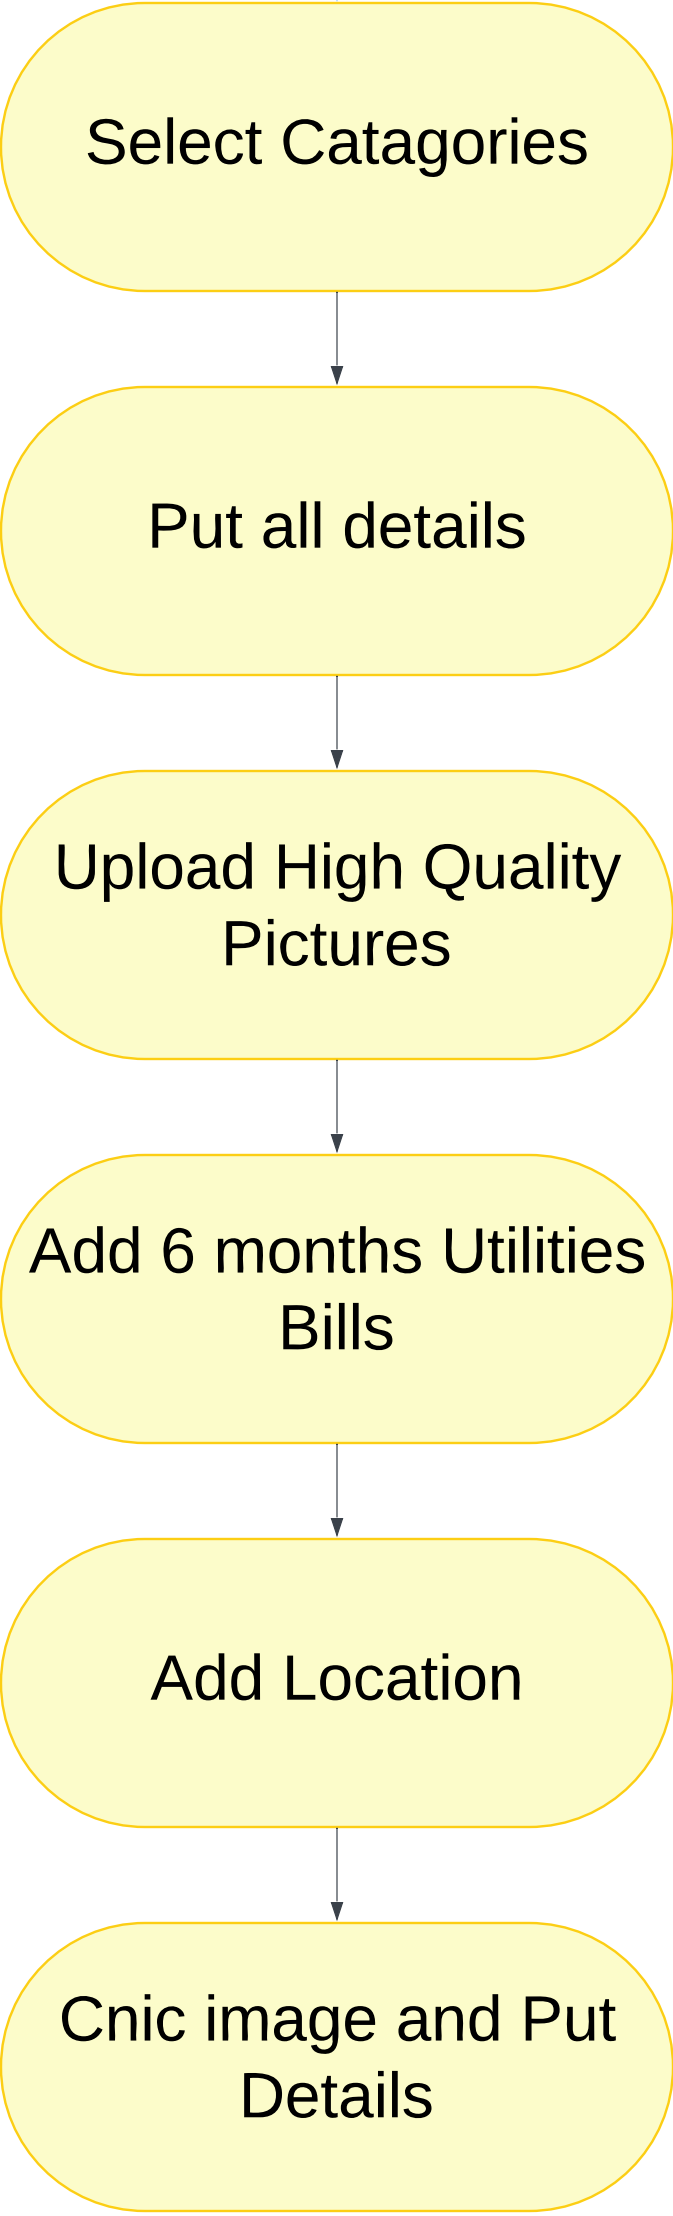 Select Catagories
Put all details
Upload High Quality
Pictures
Add 6 months Utilities
Bills
Add Location
Cnic image and Put
Details